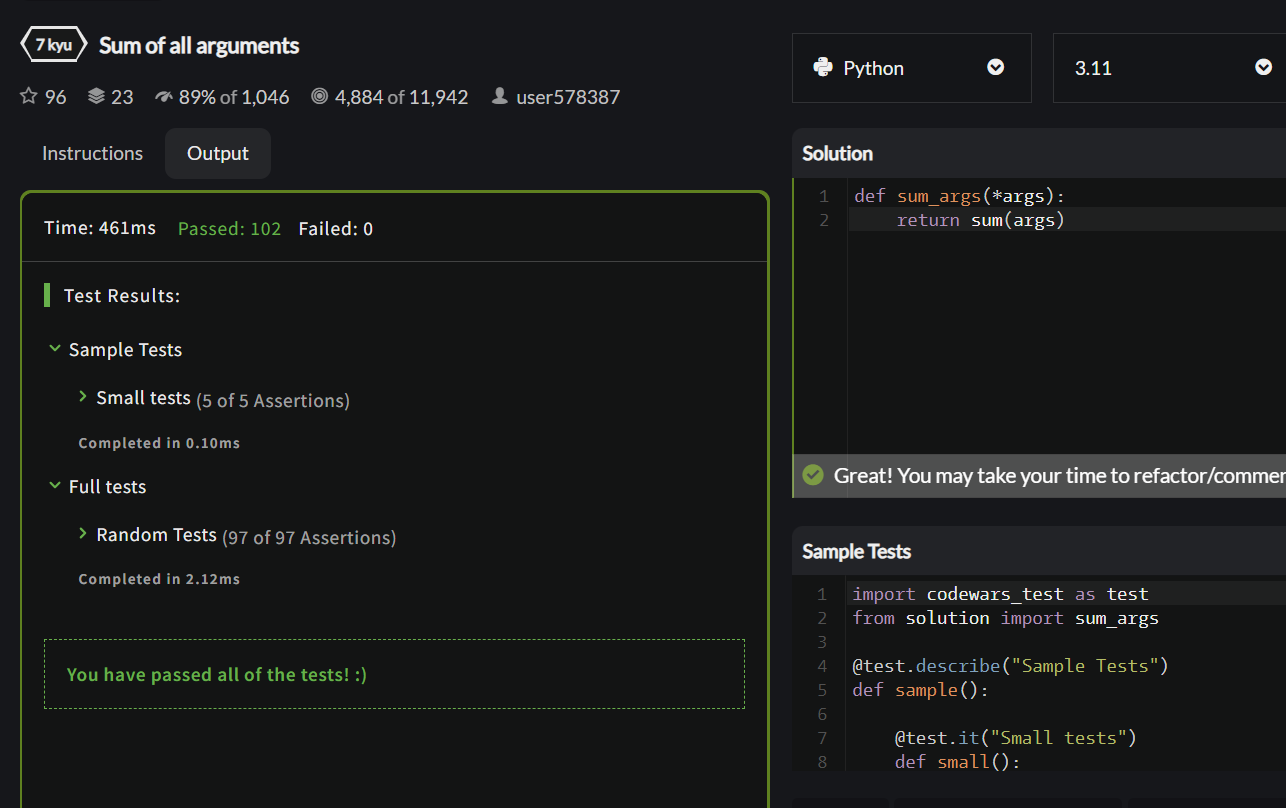 7 kyu Sum of all arguments
96 23 89% of 1,046 4,884 of 11,942 user578387
Instructions Output
Time: 461ms Passed: 102 Failed: 0
Test Results:
Sample Tests
Small tests (5 of 5 Assertions)
Completed in 0.10ms
Full tests
Random Tests (97 of 97 Assertions)
Completed in 2.12ms
You have passed all of the tests! :)
Python 3.11
Solution
1 def sum_args(*args):
2     return sum(args)
Great! You may take your time to refactor/commen
Sample Tests
1 import codewars_test as test
2 from solution import sum_args
3
4 @test.describe("Sample Tests")
5 def sample():
6
7     @test.it("Small tests")
8     def small():